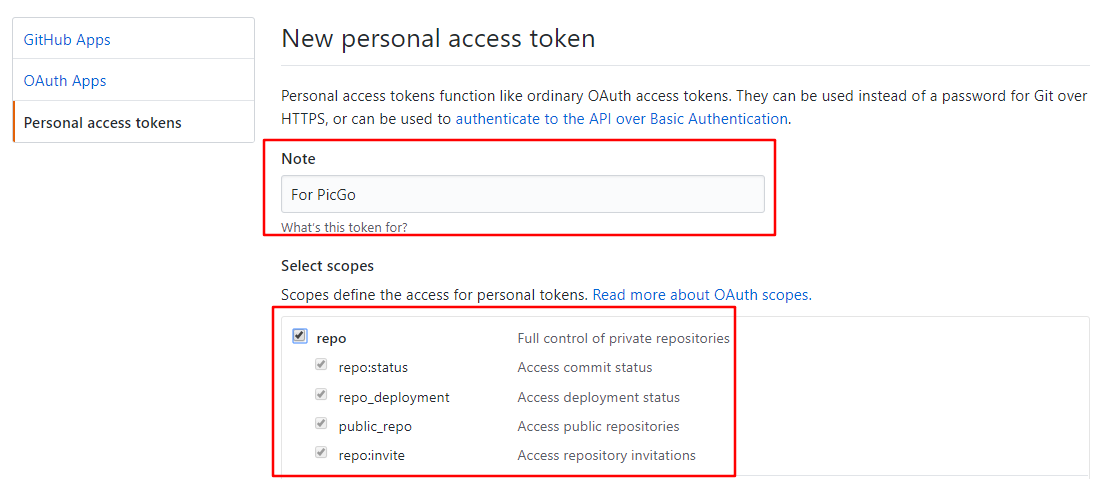 GitHub Apps
OAuth Apps
Personal access tokens
New personal access token
Personal access tokens function like ordinary OAuth access tokens. They can be used instead of a password for Git over
HTTPS, or can be used to authenticate to the API over Basic Authentication.
Note
For PicGo
What's this token for?
Select scopes
Scopes define the access for personal tokens. Read more about OAuth scopes.
repo Full control of private repositories
repo:status Access commit status
repo_deployment Access deployment status
public_repo Access public repositories
repo:invite Access repository invitations